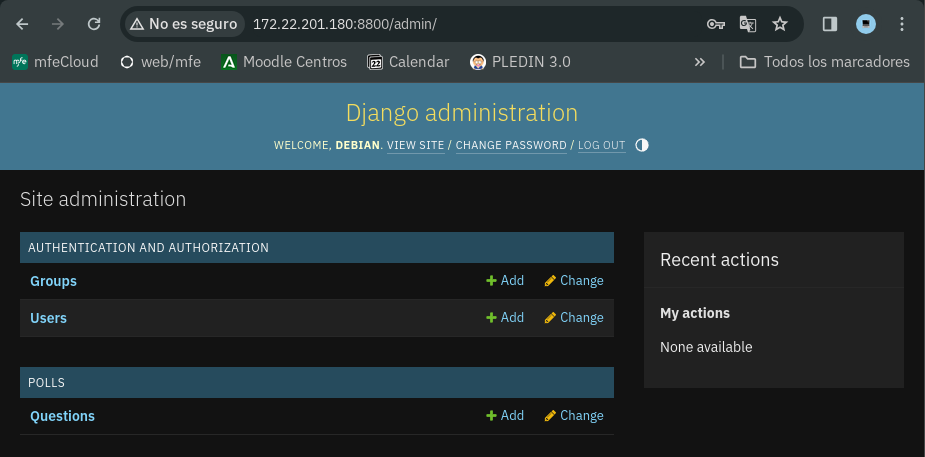 No es seguro 172.22.201.180:8800/admin/
mfe mfeCloud web/mfe Moodle Centros Calendar PLEDIN 3.0 » Todos los marcadores
Django administration
WELCOME, DEBIAN. VIEW SITE / CHANGE PASSWORD / LOG OUT
Site administration
AUTHENTICATION AND AUTHORIZATION
Groups Add Change
Users Add Change
POLLS
Questions Add Change
Recent actions
My actions
None available